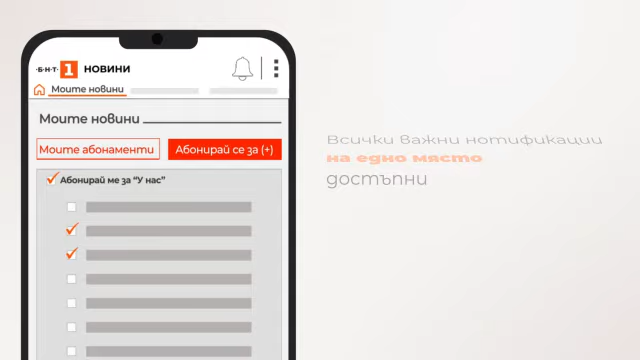 ·Б·Н·Т· 1 НОВИНИ
Моите новини
Моите новини
Моите абонаменти
Абонирай се за (+)
Абонирай ме за "У нас"
Всички важни нотификации
на едно място
достъпни